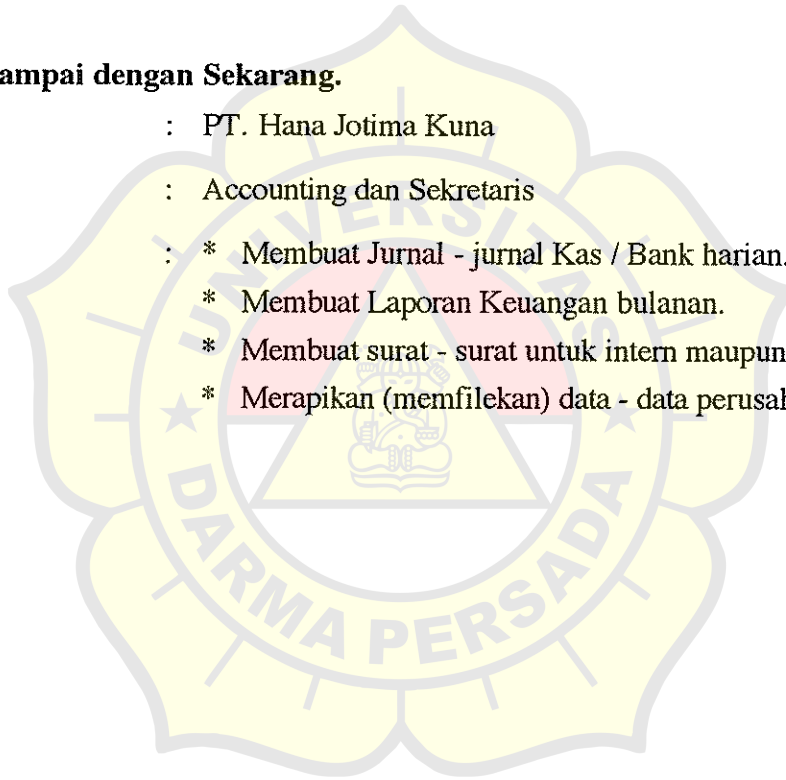 ampai dengan Sekarang.
: PT. Hana Jotima Kuna
: Accounting dan Sekretaris
: * Membuat Jurnal - jurnal Kas / Bank harian.
* Membuat Laporan Keuangan bulanan.
* Membuat surat - surat untuk intern maupun
* Merapikan (memfilekan) data - data perusah
UNIVERSITAS
DARMA PERSADA